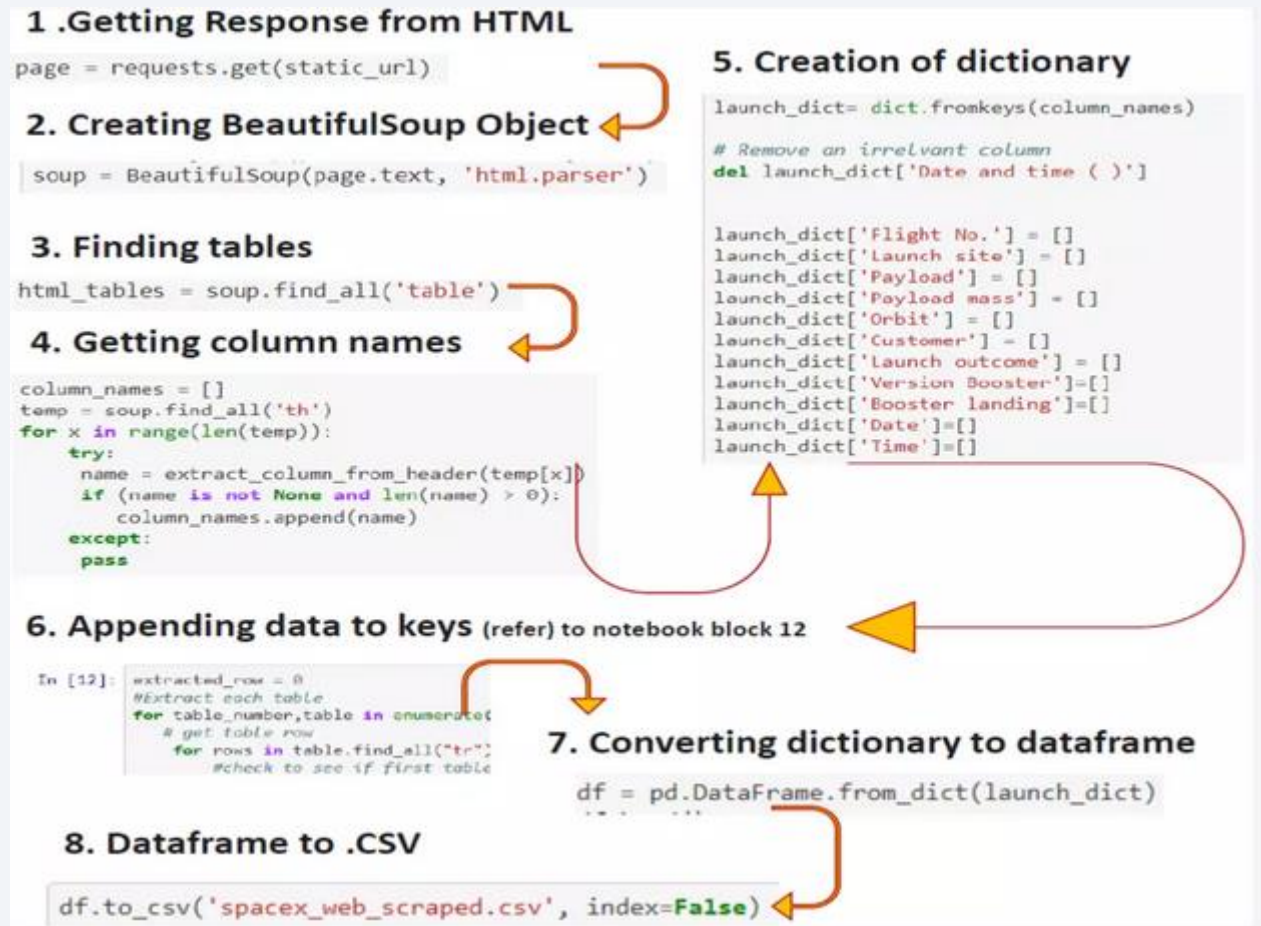 1 .Getting Response from HTML
page = requests.get(static_url)
2. Creating BeautifulSoup Object
soup = BeautifulSoup(page.text, 'html.parser')
3. Finding tables
html_tables = soup.find_all('table')
4. Getting column names
column_names = []
temp = soup.find_all('th')
for x in range(len(temp)):
try:
name = extract_column_from_header(temp[x])
if (name is not None and len(name) > 0):
column_names.append(name)
except:
pass
5. Creation of dictionary
launch_dict= dict.fromkeys(column_names)
# Remove an irrelvant column
del launch_dict['Date and time ( )']
launch_dict['Flight No.'] = []
launch_dict['Launch site'] = []
launch_dict['Payload'] = []
launch_dict['Payload mass'] = []
launch_dict['Orbit'] = []
launch_dict['Customer'] = []
launch_dict['Launch outcome'] = []
launch_dict['Version Booster']=[]
launch_dict['Booster landing']=[]
launch_dict['Date']=[]
launch_dict['Time']=[]
6. Appending data to keys (refer) to notebook block 12
In [12]: extracted_row = 0
#Extract each table
for table_number,table in enumerate(
# get table row
for rows in table.find_all("tr")
#check to see if first table
7. Converting dictionary to dataframe
df = pd.DataFrame.from_dict(launch_dict)
8. Dataframe to .CSV
df.to_csv('spacex_web_scraped.csv', index=False)